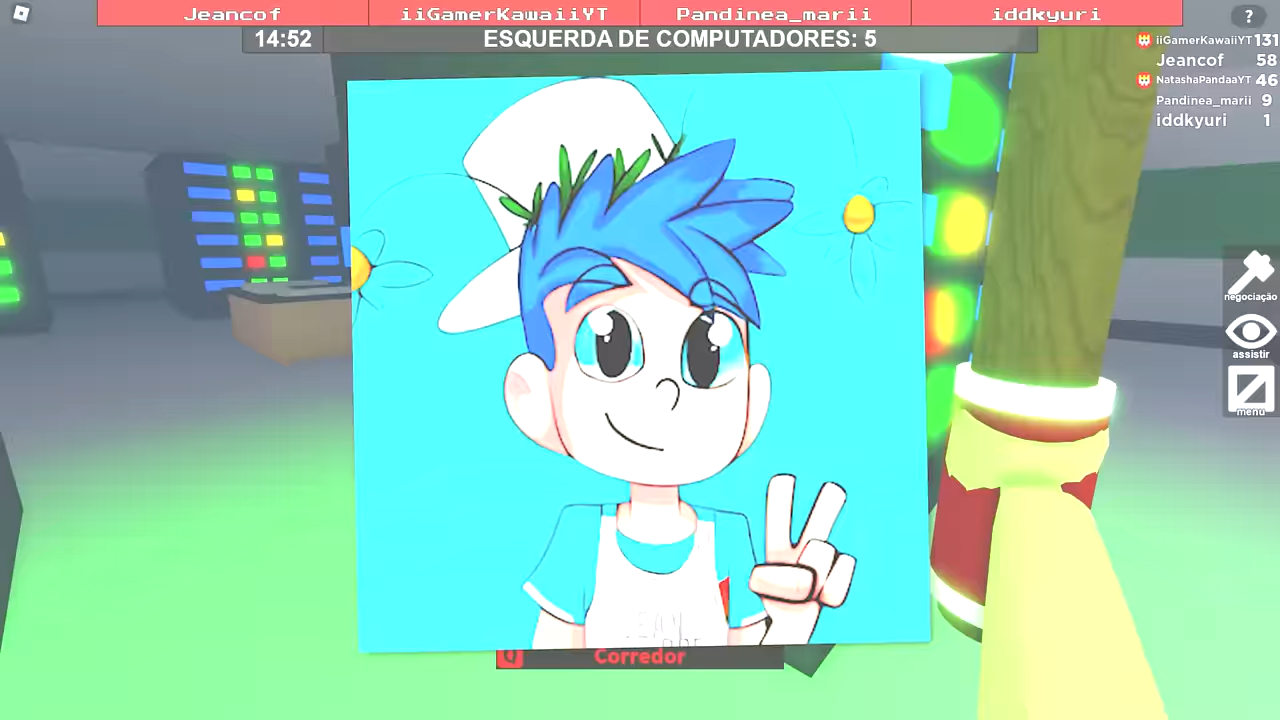 Jeancof iiGamerKawaiiYT Pandinea_marii iddkyuri
?
14:52 ESQUERDA DE COMPUTADORES: 5
iiGamerKawaiiYT 131
Jeancof 58
NatashaPandaaYT 46
Pandinea_marii 9
iddkyuri 1
negociação
assistir
menu
Q Corredor